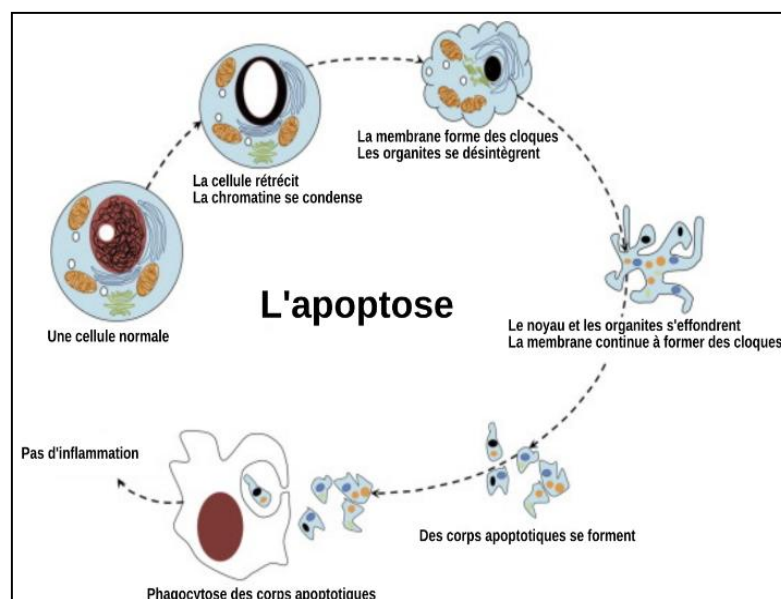 La membrane forme des cloques
Les organites se désintègrent
La cellule rétrécit
La chromatine se condense
L'apoptose
Une cellule normale
Le noyau et les organites s'effondrent
La membrane continue à former des cloques
Pas d'inflammation
Des corps apoptotiques se forment
Phagocytose des corps apoptotiques